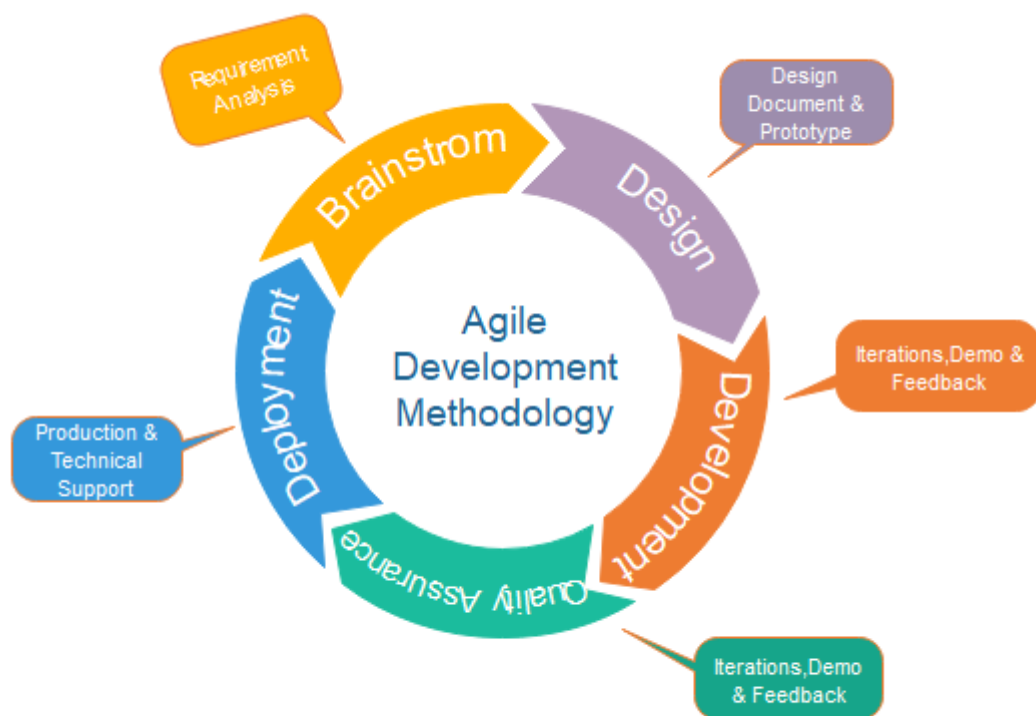 Requirement
Analysis
Brainstrom
Design
Document &
Prototype
Design
Agile
Development
Methodology
Iterations,Demo &
Feedback
Development
Deployment
Production &
Technical
Support
Quality Assurance
Iterations,Demo
& Feedback